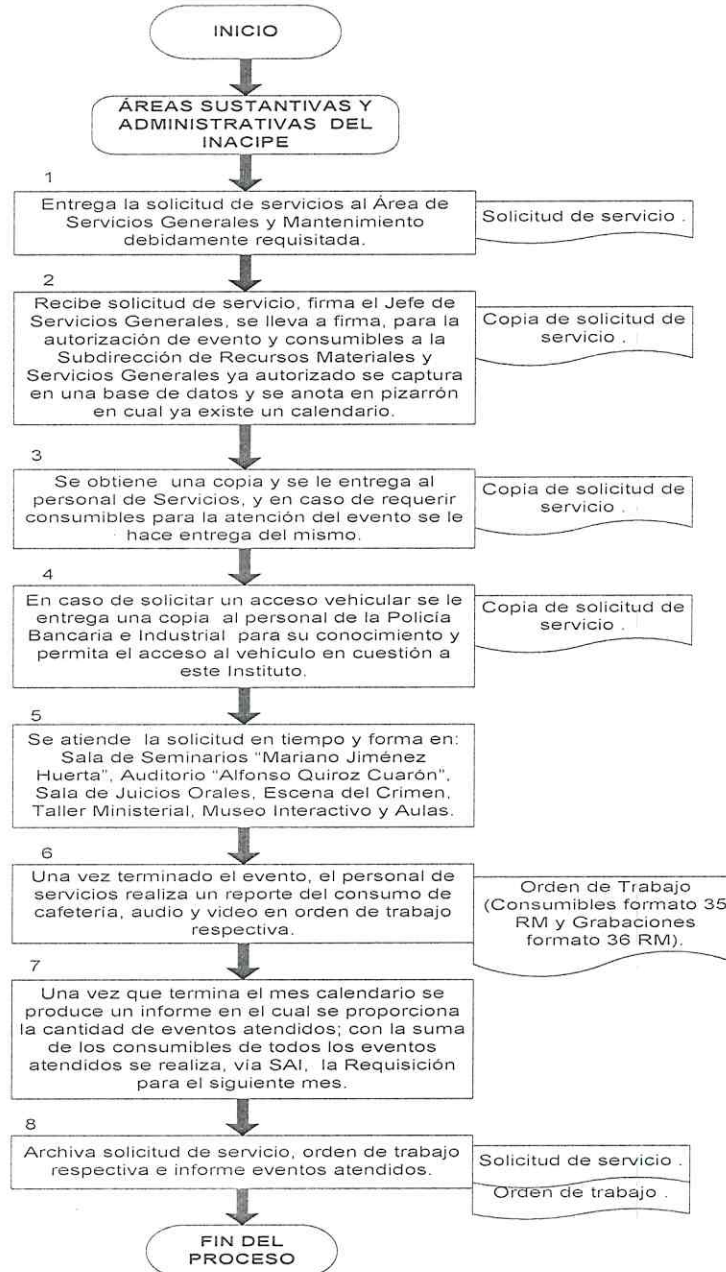 INICIO
ÁREAS SUSTANTIVAS Y
ADMINISTRATIVAS DEL
INACIPE
1
Entrega la solicitud de servicios al Área de
Servicios Generales y Mantenimiento
debidamente requisitada.
Solicitud de servicio .
2
Recibe solicitud de servicio, firma el Jefe de
Servicios Generales, se lleva a firma, para la
autorización de evento y consumibles a la
Subdirección de Recursos Materiales y
Servicios Generales ya autorizado se captura
en una base de datos y se anota en pizarrón
en cual ya existe un calendario.
Copia de solicitud de
servicio .
3
Se obtiene una copia y se le entrega al
personal de Servicios, y en caso de requerir
consumibles para la atención del evento se le
hace entrega del mismo.
Copia de solicitud de
servicio .
4
En caso de solicitar un acceso vehicular se le
entrega una copia al personal de la Policía
Bancaria e Industrial para su conocimiento y
permita el acceso al vehículo en cuestión a
este Instituto.
Copia de solicitud de
servicio .
5
Se atiende la solicitud en tiempo y forma en:
Sala de Seminarios "Mariano Jiménez
Huerta", Auditorio "Alfonso Quiroz Cuarón",
Sala de Juicios Orales, Escena del Crimen,
Taller Ministerial, Museo Interactivo y Aulas.
6
Una vez terminado el evento, el personal de
servicios realiza un reporte del consumo de
cafetería, audio y video en orden de trabajo
respectiva.
Orden de Trabajo
(Consumibles formato 35
RM y Grabaciones
formato 36 RM).
7
Una vez que termina el mes calendario se
produce un informe en el cual se proporciona
la cantidad de eventos atendidos; con la suma
de los consumibles de todos los eventos
atendidos se realiza, vía SAI, la Requisición
para el siguiente mes.
8
Archiva solicitud de servicio, orden de trabajo
respectiva e informe eventos atendidos.
Solicitud de servicio .
Orden de trabajo .
FIN DEL
PROCESO